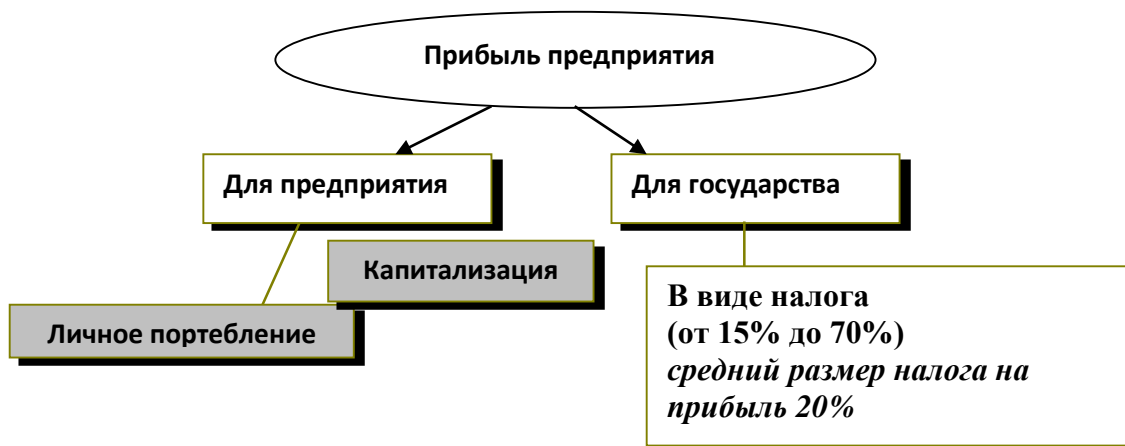 Прибыль предприятия
Для предприятия
Для государства
Капитализация
Личное портебление
В виде налога
(от 15% до 70%)
средний размер налога на
прибыль 20%